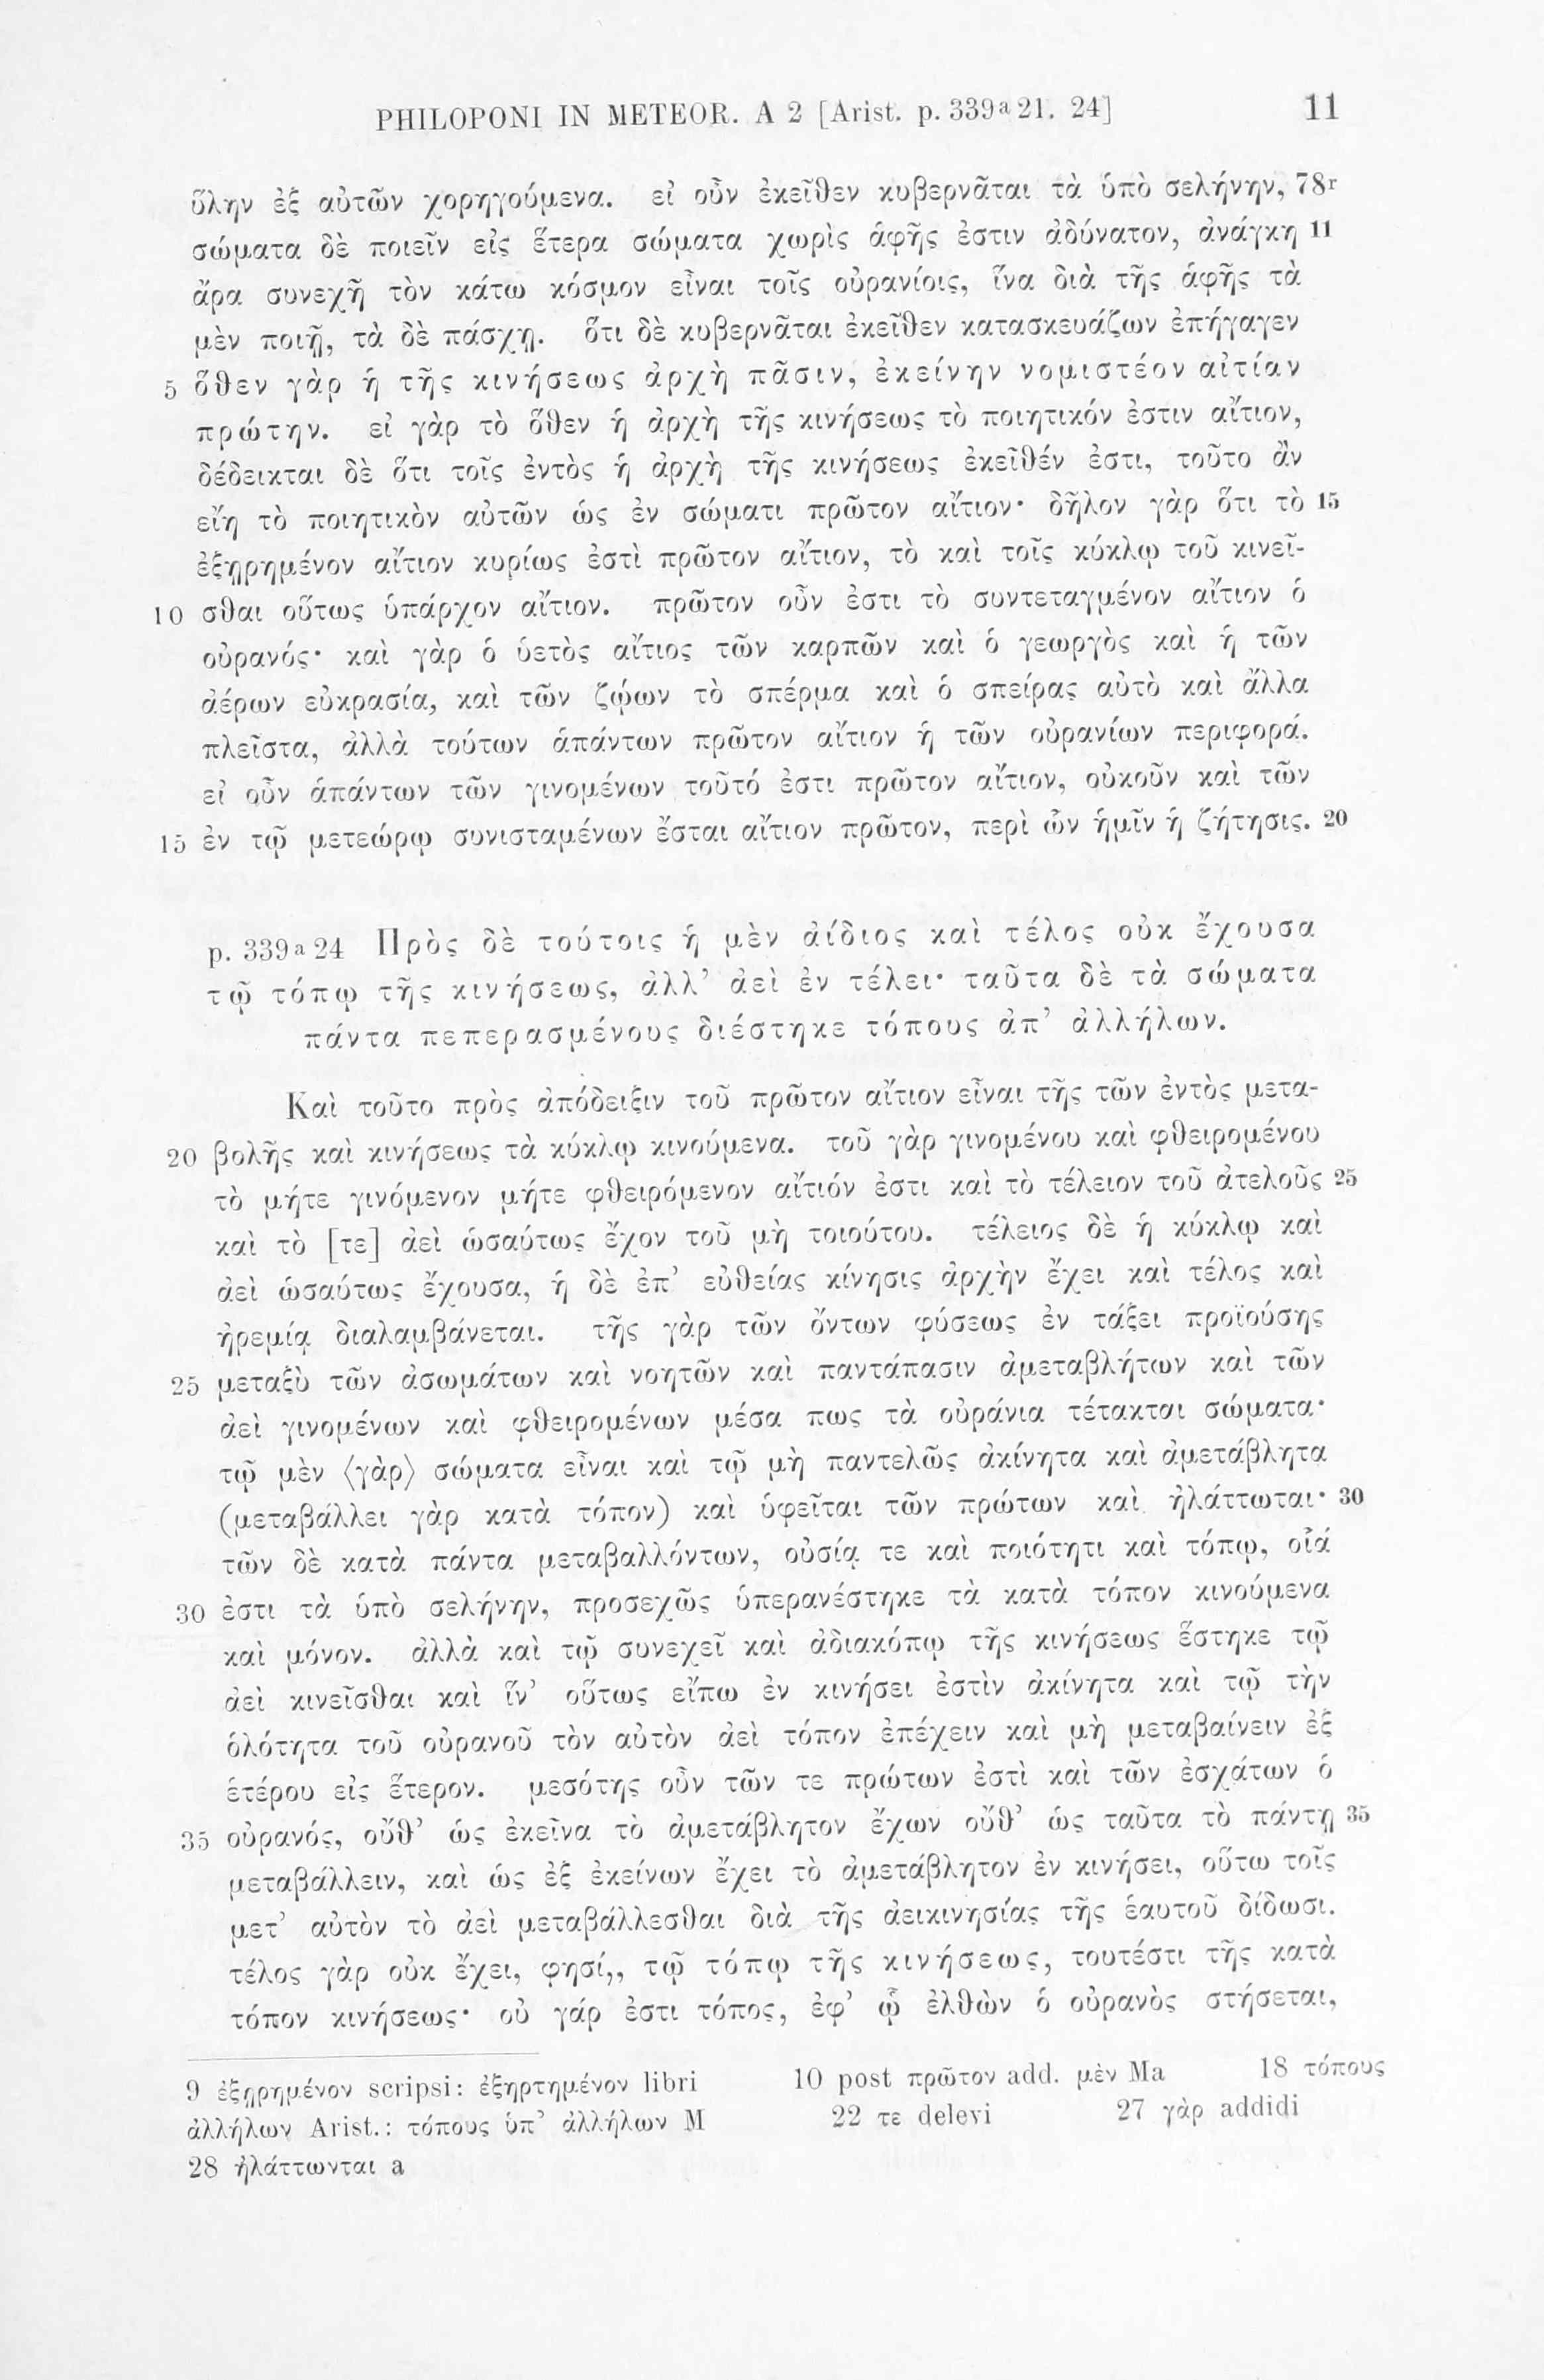 PHILOPONI IN METEOR. A 2 [Arist. p. 339a 21. 24] 11
ὕλην ἐξ αὐτῶν χορηγούμενα. εἰ οὖν ἐκεῖθεν κυβερνᾶται τὰ ὑπὸ σελήνην, 78r
σώματα δὲ ποιεῖν εἰς ἕτερα σώματα χωρὶς ἁφῆς ἐστιν ἀδύνατον, ἀνάγκη 11
ἄρα συνεχῆ τὸν κάτω κόσμον εἶναι τοῖς οὐρανίοις, ἵνα διὰ τῆς ἁφῆς τὰ
μὲν ποιῇ, τὰ δὲ πάσχῃ. ὅτι δὲ κυβερνᾶται ἐκεῖθεν κατασκευάζων ἐπήγαγεν
5 ὅθεν γὰρ ἡ τῆς κινήσεως ἀρχὴ πᾶσιν, ἐκείνην νομιστέον αἰτίαν
πρώτην. εἰ γὰρ τὸ ὅθεν ἡ ἀρχὴ τῆς κινήσεως τὸ ποιητικόν ἐστιν αἴτιον,
δέδεικται δὲ ὅτι τοῖς ἐντὸς ἡ ἀρχὴ τῆς κινήσεως ἐκεῖθέν ἐστι, τοῦτο ἂν
εἴη τὸ ποιητικὸν αὐτῶν ὡς ἐν σώματι πρῶτον αἴτιον· δῆλον γὰρ ὅτι τὸ 15
ἐξῃρημένον αἴτιον κυρίως ἐστὶ πρῶτον αἴτιον, τὸ καὶ τοῖς κύκλῳ τοῦ κινεῖ-
10 σθαι οὕτως ὑπάρχον αἴτιον. πρῶτον οὖν ἐστι τὸ συντεταγμένον αἴτιον ὁ
οὐρανός· καὶ γὰρ ὁ ὑετὸς αἴτιος τῶν καρπῶν καὶ ὁ γεωργὸς καὶ ἡ τῶν
ἀέρων εὐκρασία, καὶ τῶν ζῴων τὸ σπέρμα καὶ ὁ σπείρας αὐτὸ καὶ ἄλλα
πλεῖστα, ἀλλὰ τούτων ἁπάντων πρῶτον αἴτιον ἡ τῶν οὐρανίων περιφορά.
εἰ οὖν ἁπάντων τῶν γινομένων τοῦτό ἐστι πρῶτον αἴτιον, οὐκοῦν καὶ τῶν
15 ἐν τῷ μετεώρῳ συνισταμένων ἔσται αἴτιον πρῶτον, περὶ ὧν ἡμῖν ἡ ζήτησις. 20
p. 339a 24 Πρὸς δὲ τούτοις ἡ μὲν ἀίδιος καὶ τέλος οὐκ ἔχουσα
τῷ τόπῳ τῆς κινήσεως, ἀλλ’ ἀεὶ ἐν τέλει· ταῦτα δὲ τὰ σώματα
πάντα πεπερασμένους διέστηκε τόπους ἀπ’ ἀλλήλων.
Καὶ τοῦτο πρὸς ἀπόδειξιν τοῦ πρῶτον αἴτιον εἶναι τῆς τῶν ἐντὸς μετα-
20 βολῆς καὶ κινήσεως τὰ κύκλῳ κινούμενα. τοῦ γὰρ γινομένου καὶ φθειρομένου
τὸ μήτε γινόμενον μήτε φθειρόμενον αἴτιόν ἐστι καὶ τὸ τέλειον τοῦ ἀτελοῦς 25
καὶ τὸ [τε] ἀεὶ ὡσαύτως ἔχον τοῦ μὴ τοιούτου. τέλειος δὲ ἡ κύκλῳ καὶ
ἀεὶ ὡσαύτως ἔχουσα, ἡ δὲ ἐπ’ εὐθείας κίνησις ἀρχὴν ἔχει καὶ τέλος καὶ
ἠρεμίᾳ διαλαμβάνεται. τῆς γὰρ τῶν ὄντων φύσεως ἐν τάξει προϊούσης
25 μεταξὺ τῶν ἀσωμάτων καὶ νοητῶν καὶ παντάπασιν ἀμεταβλήτων καὶ τῶν
ἀεὶ γινομένων καὶ φθειρομένων μέσα πως τὰ οὐράνια τέτακται σώματα·
τῷ μὲν ⟨γὰρ⟩ σώματα εἶναι καὶ τῷ μὴ παντελῶς ἀκίνητα καὶ ἀμετάβλητα
(μεταβάλλει γὰρ κατὰ τόπον) καὶ ὑφεῖται τῶν πρώτων καὶ ἠλάττωται· 30
τῶν δὲ κατὰ πάντα μεταβαλλόντων, οὐσίᾳ τε καὶ ποιότητι καὶ τόπῳ, οἷά
30 ἐστι τὰ ὑπὸ σελήνην, προσεχῶς ὑπερανέστηκε τὰ κατὰ τόπον κινούμενα
καὶ μόνον. ἀλλὰ καὶ τῷ συνεχεῖ καὶ ἀδιακόπῳ τῆς κινήσεως ἕστηκε τῷ
ἀεὶ κινεῖσθαι καὶ ἵν’ οὕτως εἴπω ἐν κινήσει ἐστὶν ἀκίνητα καὶ τῷ τὴν
ὁλότητα τοῦ οὐρανοῦ τὸν αὐτὸν ἀεὶ τόπον ἐπέχειν καὶ μὴ μεταβαίνειν ἐξ
ἑτέρου εἰς ἕτερον. μεσότης οὖν τῶν τε πρώτων ἐστὶ καὶ τῶν ἐσχάτων ὁ
35 οὐρανός, οὔθ’ ὡς ἐκεῖνα τὸ ἀμετάβλητον ἔχων οὔθ’ ὡς ταῦτα τὸ πάντῃ 35
μεταβάλλειν, καὶ ὡς ἐξ ἐκείνων ἔχει τὸ ἀμετάβλητον ἐν κινήσει, οὕτω τοῖς
μετ’ αὐτὸν τὸ ἀεὶ μεταβάλλεσθαι διὰ τῆς ἀεικινησίας τῆς ἑαυτοῦ δίδωσι.
τέλος γὰρ οὐκ ἔχει, φησί,, τῷ τόπῳ τῆς κινήσεως, τουτέστι τῆς κατὰ
τόπον κινήσεως· οὐ γάρ ἐστι τόπος, ἐφ’ ᾧ ἐλθὼν ὁ οὐρανὸς στήσεται,
9 ἐξῃρημένον scripsi: ἐξηρτημένον libri 10 post πρῶτον add. μὲν Ma 18 τόπους
ἀλλήλων Arist.: τόπους ὑπ’ ἀλλήλων M 22 τε delevi 27 γὰρ addidi
28 ἠλάττωνται a